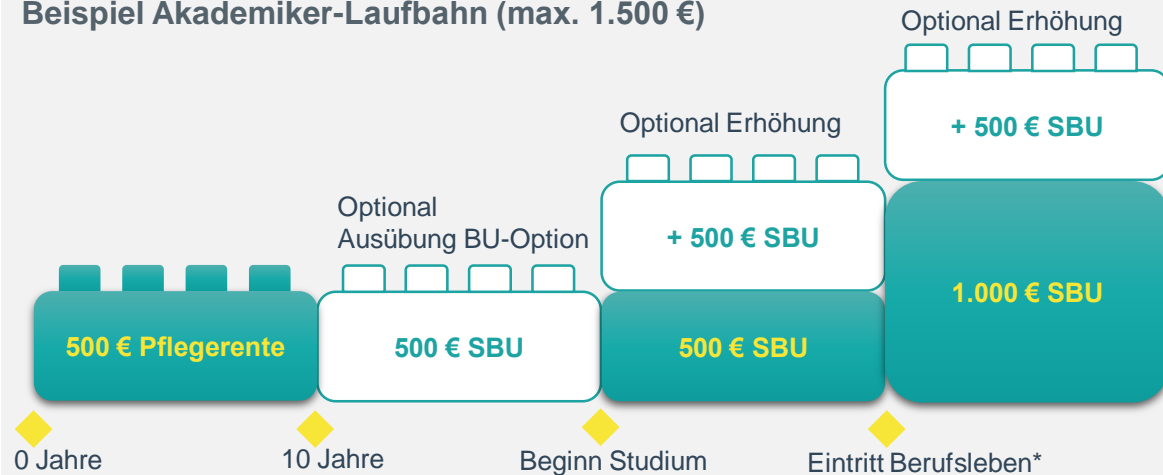 Beispiel Akademiker-Laufbahn (max. 1.500 €)
Optional Erhöhung
+ 500 € SBU
Optional Erhöhung
Optional
Ausübung BU-Option
+ 500 € SBU
1.000 € SBU
500 € Pflegerente
500 € SBU
500 € SBU
0 Jahre
10 Jahre
Beginn Studium
Eintritt Berufsleben*